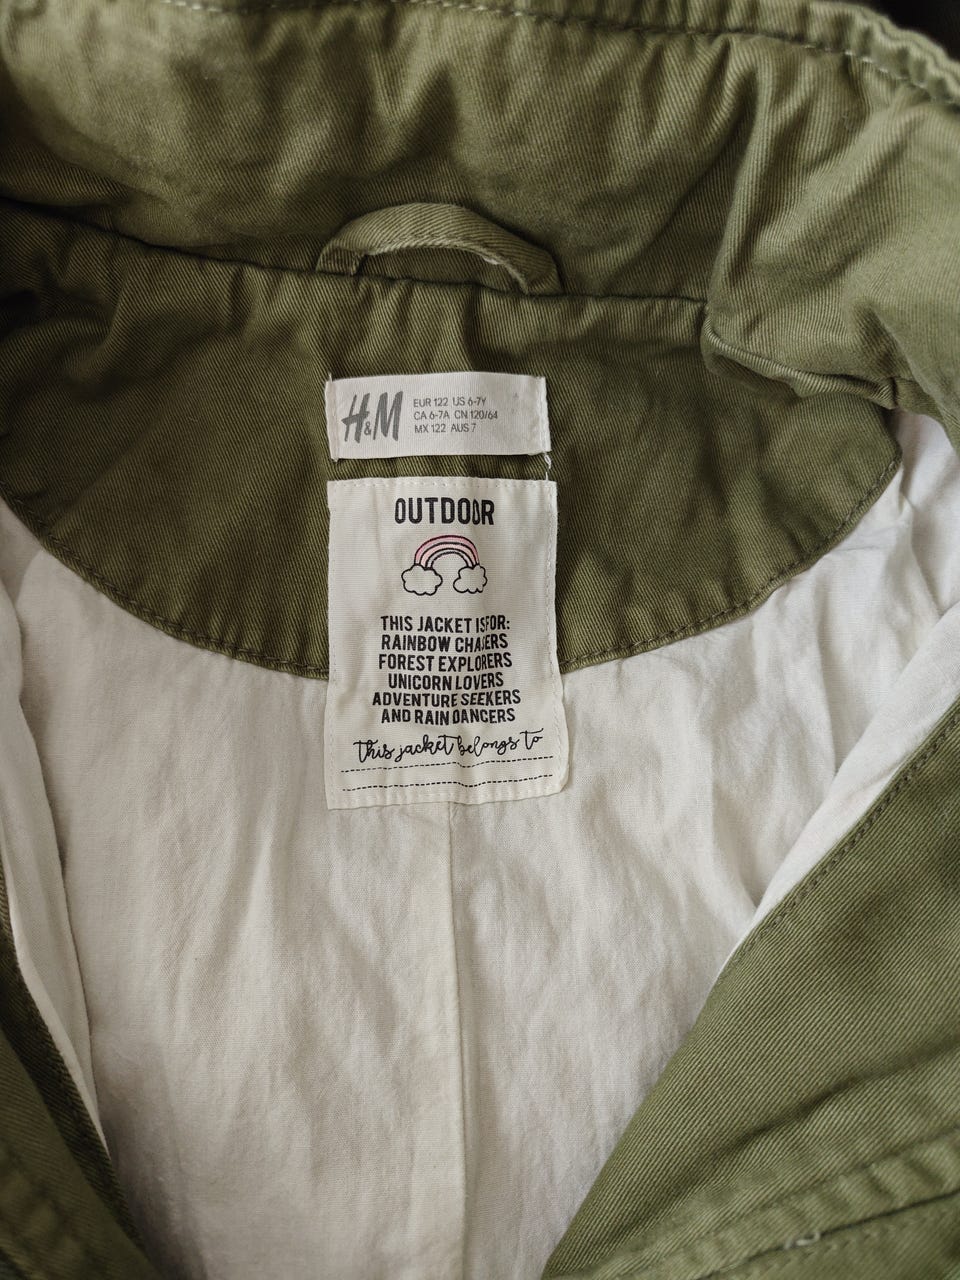 H&M
EUR 122 US 6-7Y
CA 6-7A CN 120/64
MX 122 AUS 7
OUTDOOR
THIS JACKET IS FOR:
RAINBOW CHASERS
FOREST EXPLORERS
UNICORN LOVERS
ADVENTURE SEEKERS
AND RAIN DANCERS
this jacket belongs to